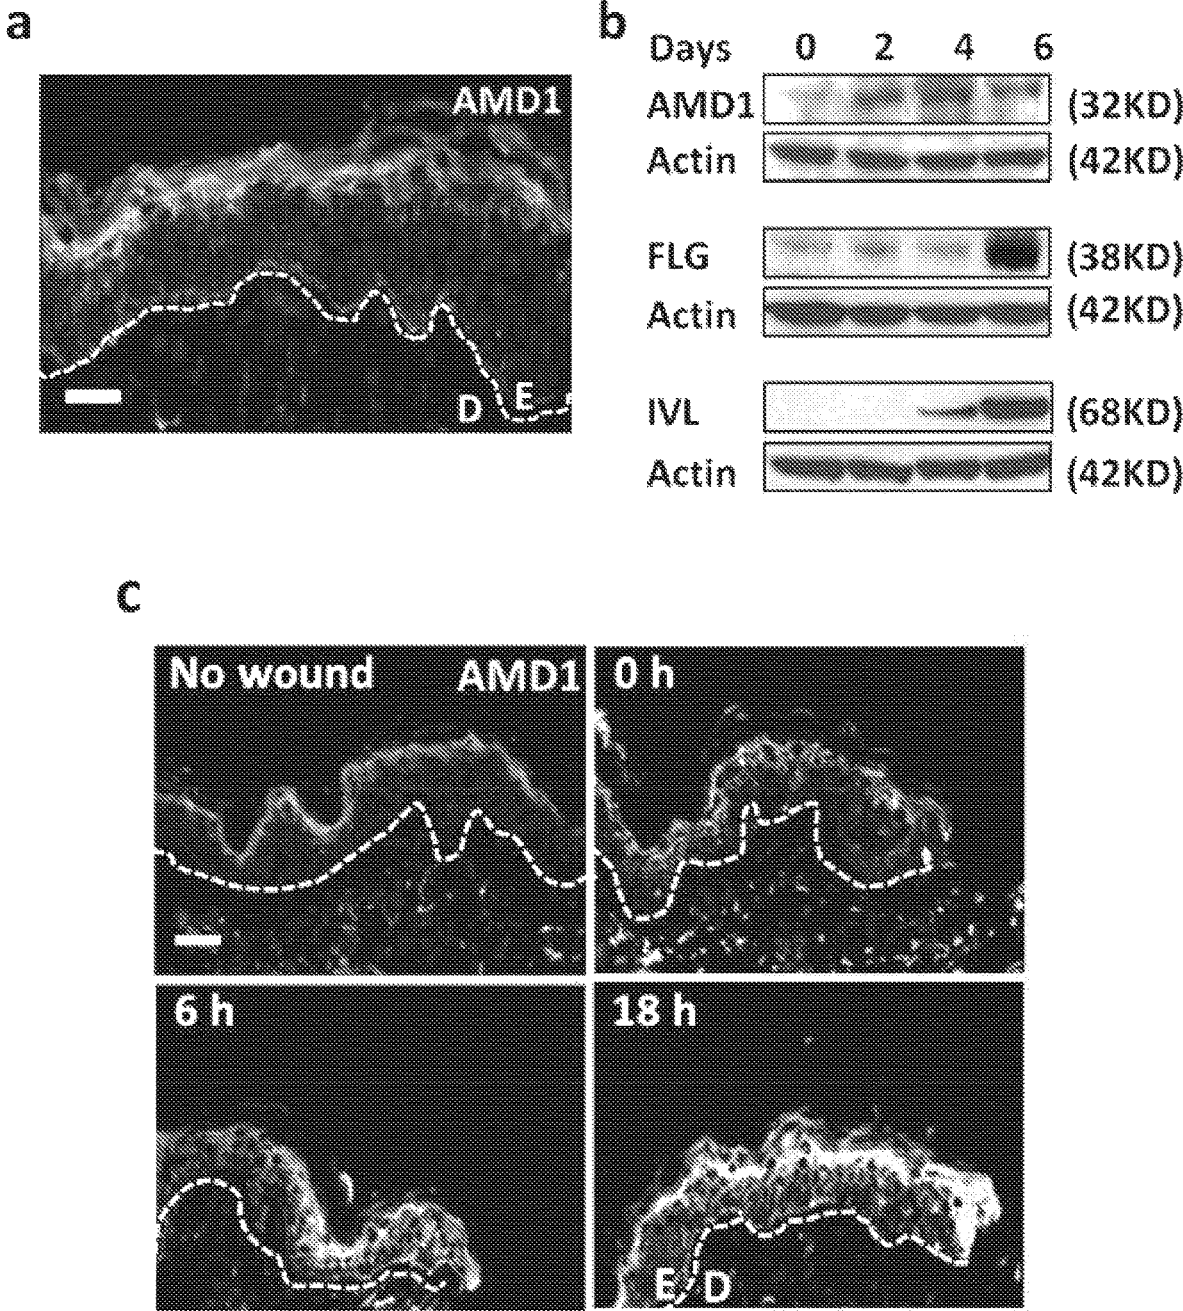 a
AMD1
D E
b
Days 0 2 4 6
AMD1 (32KD)
Actin (42KD)
FLG (38KD)
Actin (42KD)
IVL (68KD)
Actin (42KD)
c
No wound AMD1
0 h
6 h
18 h
E D